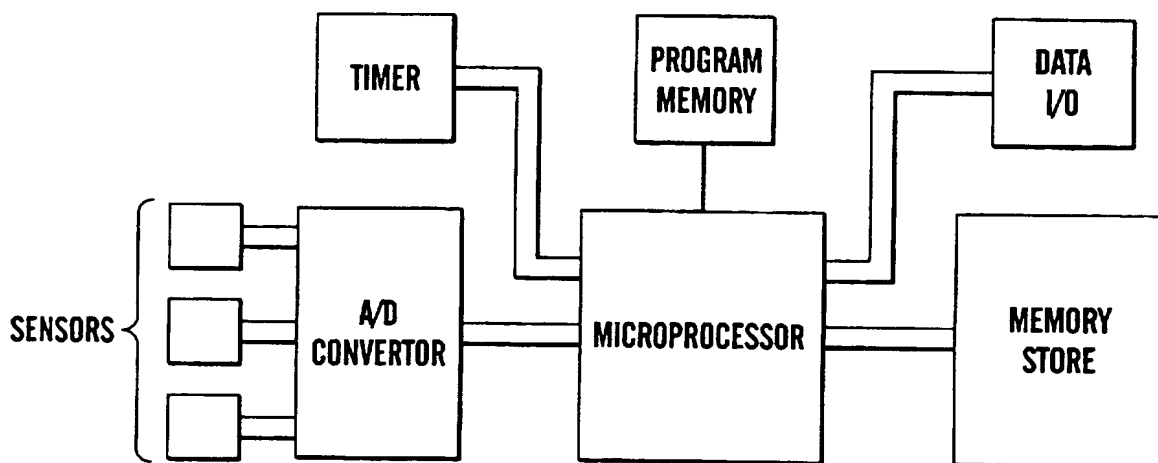 TIMER
PROGRAM
MEMORY
DATA
I/O
SENSORS
A/D
CONVERTOR
MICROPROCESSOR
MEMORY
STORE